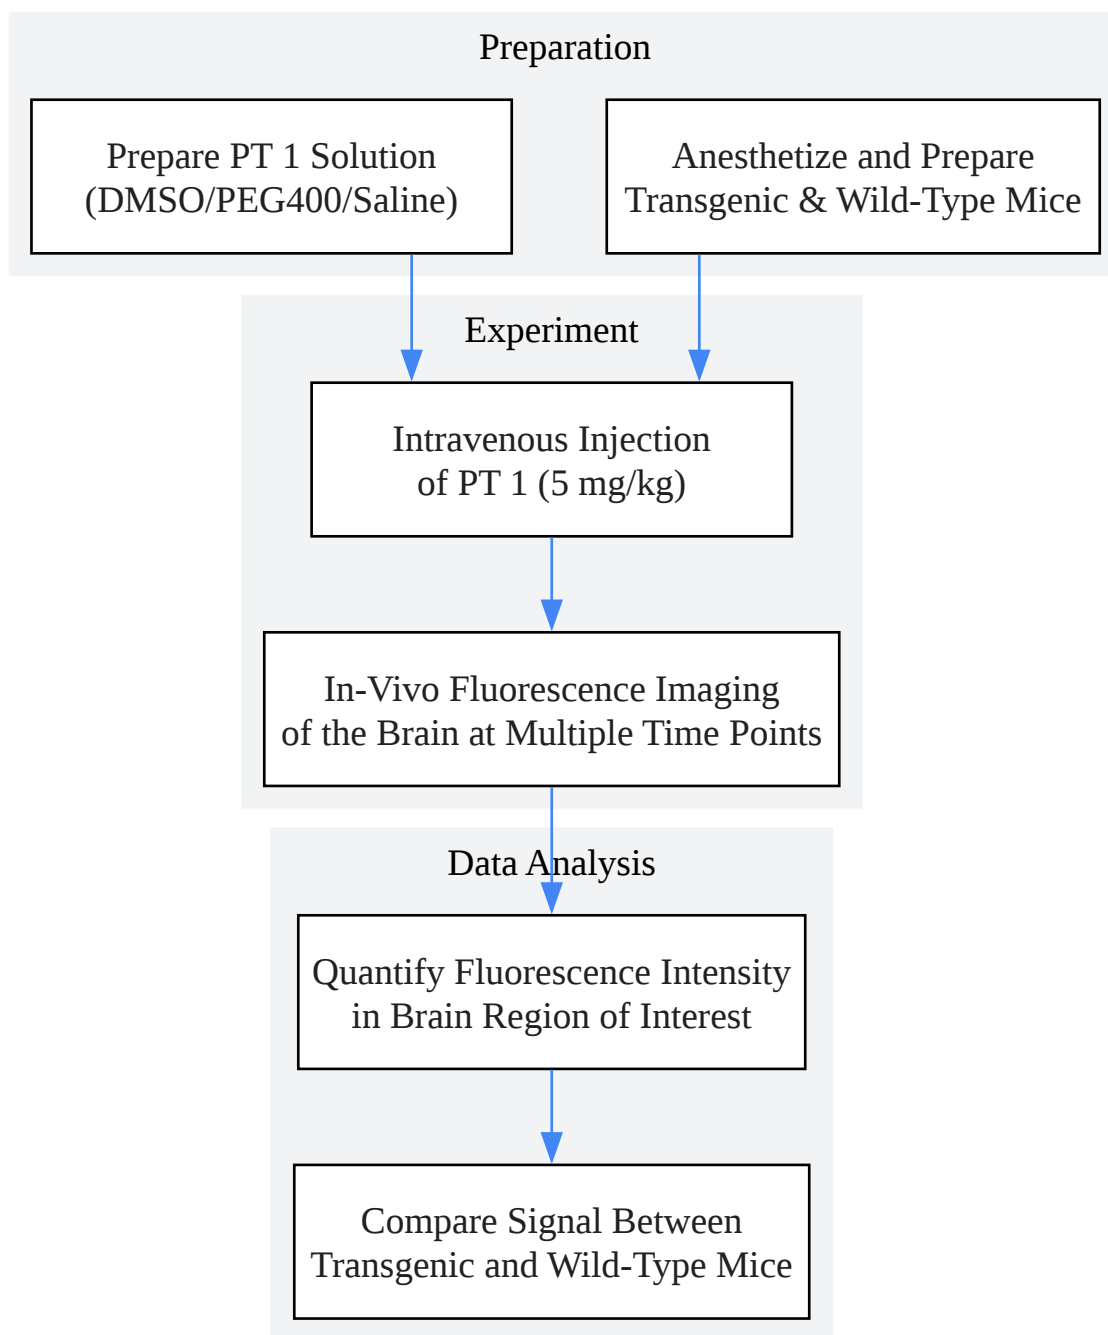 Preparation
Prepare PT 1 Solution
(DMSO/PEG400/Saline)
Anesthetize and Prepare
Transgenic & Wild-Type Mice
Experiment
Intravenous Injection
of PT 1 (5 mg/kg)
In-Vivo Fluorescence Imaging
of the Brain at Multiple Time Points
Data Analysis
Quantify Fluorescence Intensity
in Brain Region of Interest
Compare Signal Between
Transgenic and Wild-Type Mice